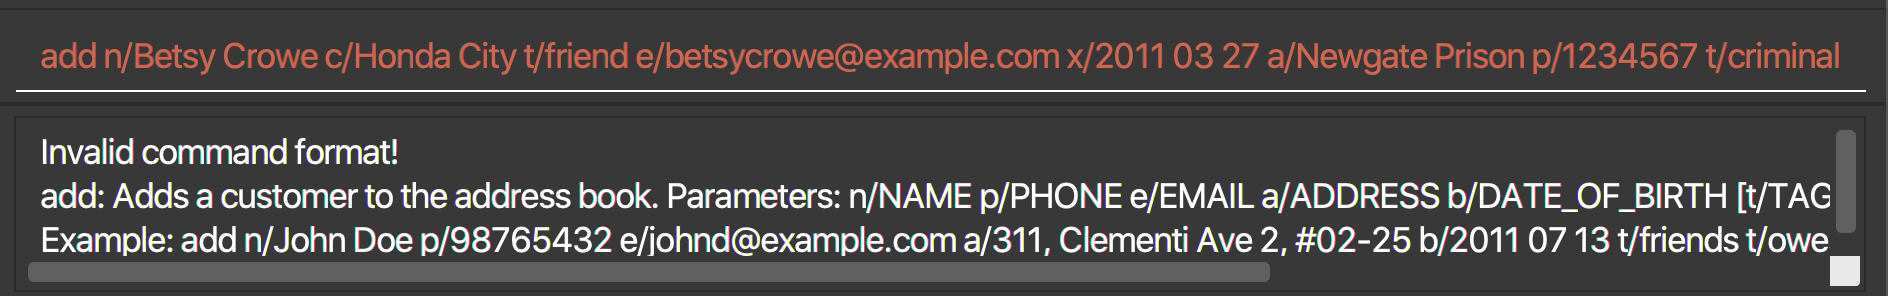 add n/Betsy Crowe c/Honda City t/friend e/betsycrowe@example.com x/2011 03 27 a/Newgate Prison p/1234567 t/criminal
Invalid command format!
add: Adds a customer to the address book. Parameters: n/NAME p/PHONE e/EMAIL a/ADDRESS b/DATE_OF_BIRTH [t/TAG
Example: add n/John Doe p/98765432 e/johnd@example.com a/311, Clementi Ave 2, #02-25 b/2011 07 13 t/friends t/owe